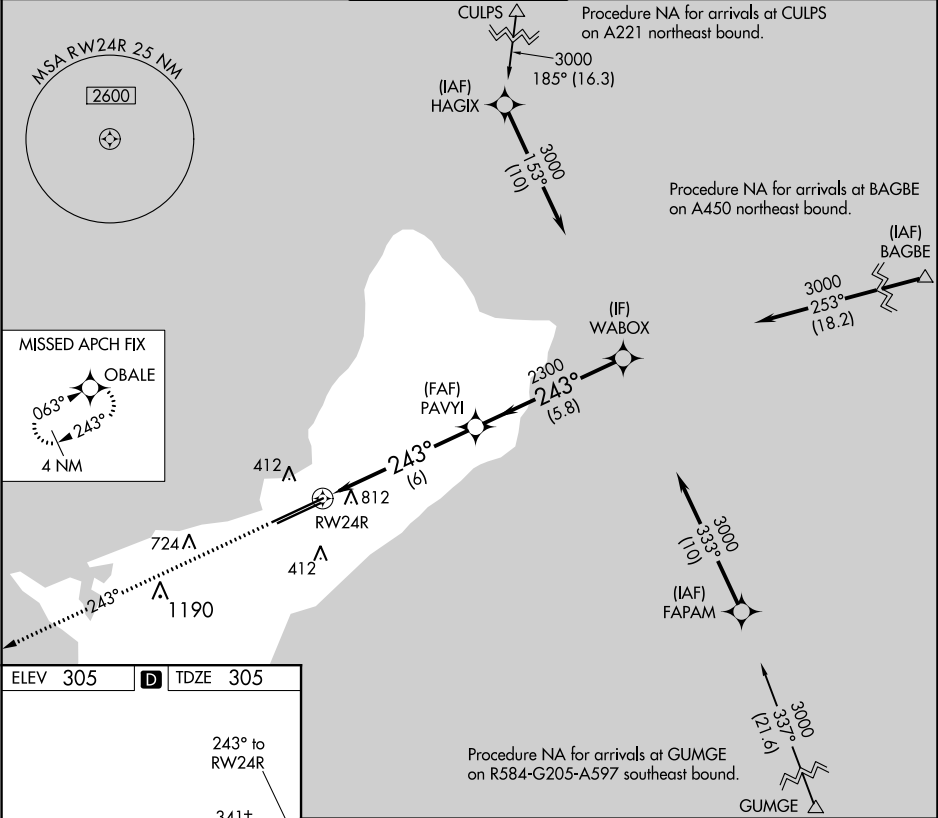 CULPS
Procedure NA for arrivals at CULPS
on A221 northeast bound.
MSA RW24R 25 NM
2600
3000
185° (16.3)
(IAF)
HAGIX
3000
153°
(10)
Procedure NA for arrivals at BAGBE
on A450 northeast bound.
(IAF)
BAGBE
3000
253°
(18.2)
(IF)
WABOX
MISSED APCH FIX
OBALE
063°
243°
4 NM
2300
243°
(5.8)
(FAF)
PAVYI
243°
(6)
412
812
RW24R
724
412
243°
1190
3000
333°
(10)
(IAF)
FAPAM
ELEV 305
D
TDZE 305
243° to
RW24R
3000
337°
(21.6)
Procedure NA for arrivals at GUMGE
on R584-G205-A597 southeast bound.
GUMGE